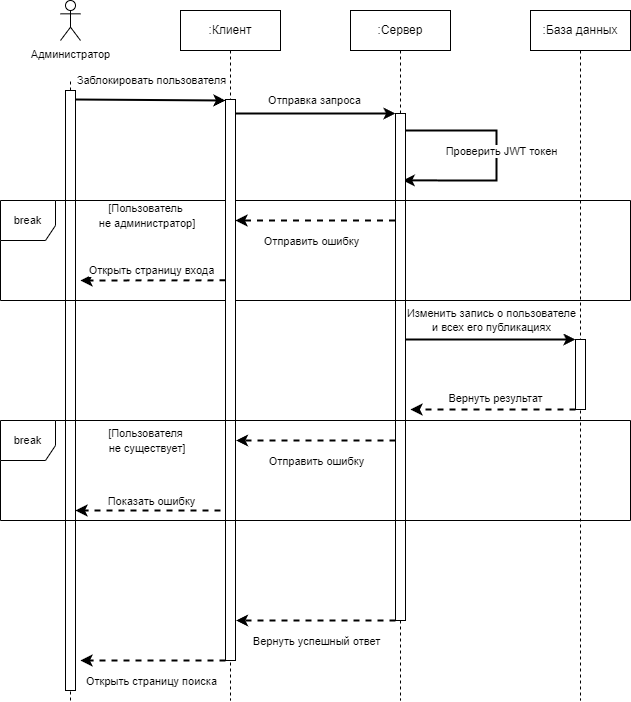 :Клиент
:Сервер
:База данных
Администратор
Заблокировать пользователя
Отправка запроса
Проверить JWT токен
break
[Пользователь
не администратор]
Отправить ошибку
Открыть страницу входа
Изменить запись о пользователе
и всех его публикациях
Вернуть результат
break
[Пользователя
не существует]
Отправить ошибку
Показать ошибку
Вернуть успешный ответ
Открыть страницу поиска